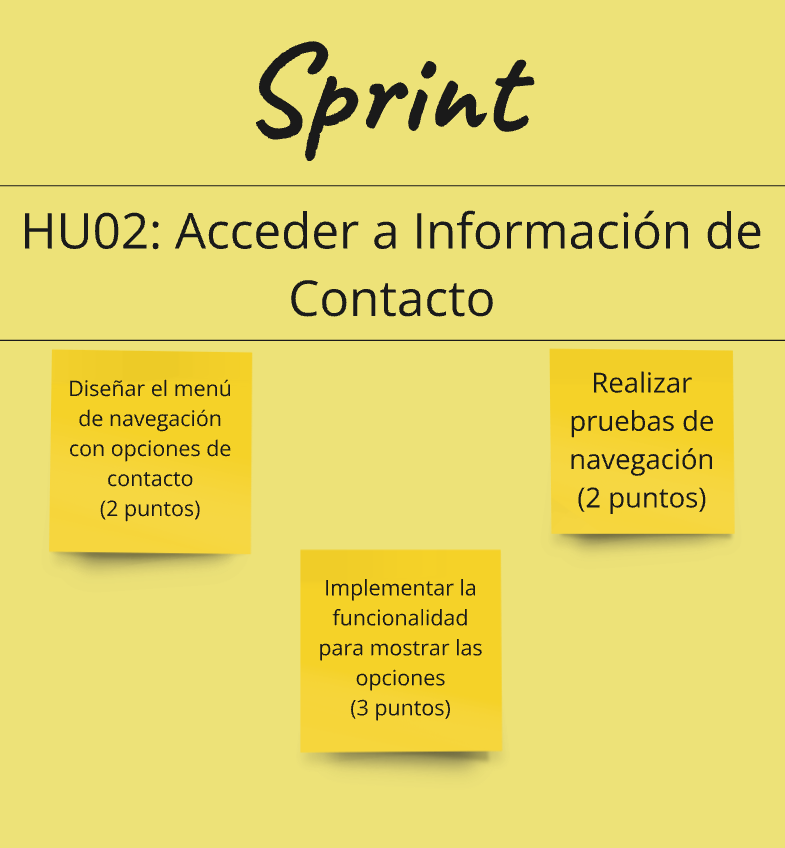 Sprint
HU02: Acceder a Información de
Contacto
Diseñar el menú
de navegación
con opciones de
contacto
(2 puntos)
Realizar
pruebas de
navegación
(2 puntos)
Implementar la
funcionalidad
para mostrar las
opciones
(3 puntos)